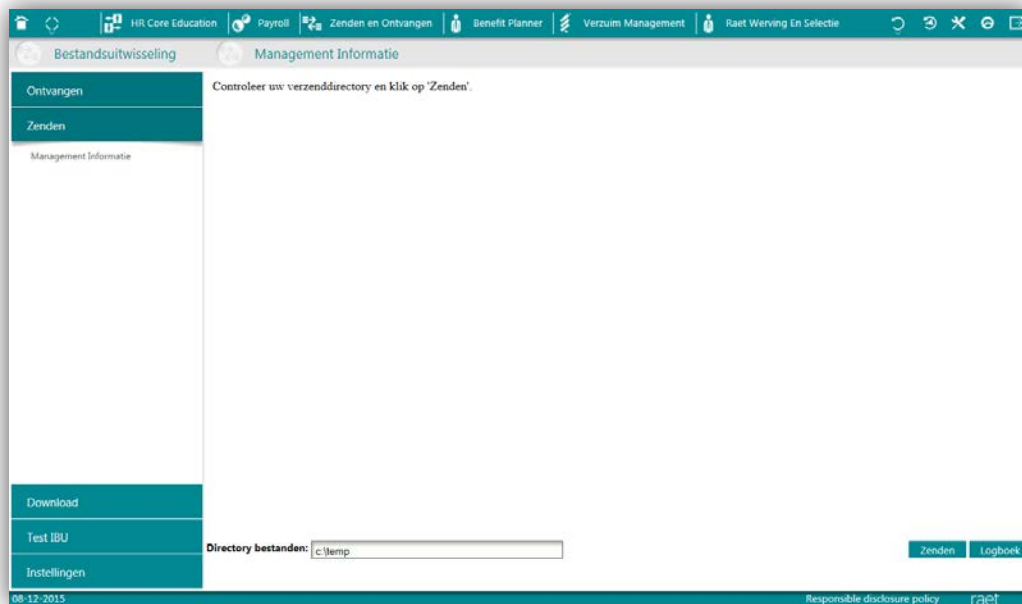 HR Core Education Payroll Zenden en Ontvangen Benefit Planner Verzuim Management Raet Werving En Selectie
Bestandsuitwisseling Management Informatie
Ontvangen
Controleer uw verzenddirectory en klik op 'Zenden'.
Zenden
Management Informatie
Download
Test IBU
Directory bestanden: c:\temp Zenden Logboek
Instellingen
08-12-2015 Responsible disclosure policy raet